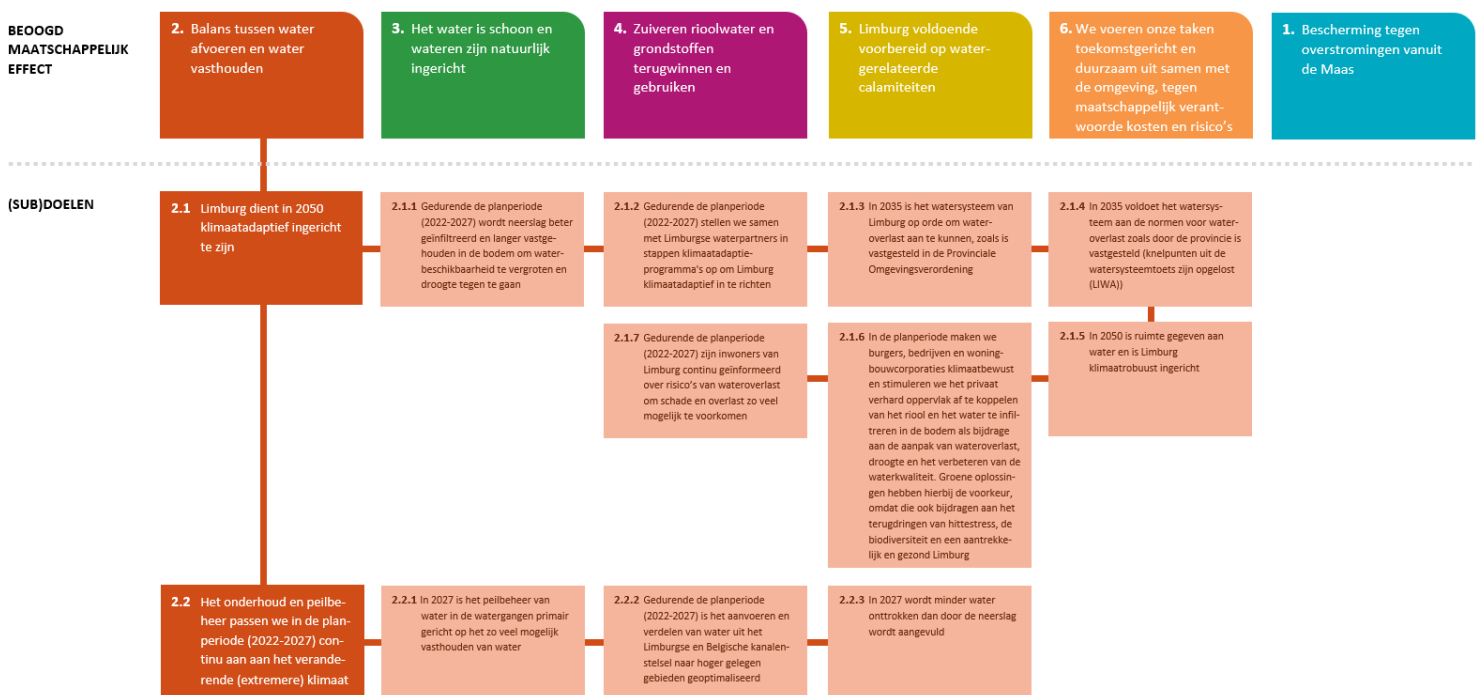 BEOOGD
MAATSCHAPPELIJK
EFFECT
2. Balans tussen water
afvoeren en water
vasthouden
3. Het water is schoon en
wateren zijn natuurlijk
ingericht
4. Zuiveren rioolwater en
grondstoffen
terugwinnen en
gebruiken
5. Limburg voldoende
voorbereid op water-
gerelateerde
calamiteiten
6. We voeren onze taken
toekomstgericht en
duurzaam uit samen met
de omgeving, tegen
maatschappelijk verant-
woorde kosten en risico's
1. Bescherming tegen
overstromingen vanuit
de Maas
(SUB)DOELEN
2.1 Limburg dient in 2050
klimaatadaptief ingericht
te zijn
2.1.1 Gedurende de planperiode
(2022-2027) wordt neerslag beter
geïnfiltreerd en langer vastge-
houden in de bodem om water-
beschikbaarheid te vergroten en
droogte tegen te gaan
2.1.2 Gedurende de planperiode
(2022-2027) stellen we samen
met Limburgse waterpartners in
stappen klimaatadaptie-
programma's op om Limburg
klimaatadaptief in te richten
2.1.3 In 2035 is het watersysteem van
Limburg op orde om water-
overlast aan te kunnen, zoals is
vastgesteld in de Provinciale
Omgevingsverordening
2.1.4 In 2035 voldoet het watersys-
teem aan de normen voor water-
overlast zoals door de provincie is
vastgesteld (knelpunten uit de
watersysteemtoets zijn opgelost
(LIWA))
2.1.7 Gedurende de planperiode
(2022-2027) zijn inwoners van
Limburg continu geïnformeerd
over risico's van wateroverlast
om schade en overlast zo veel
mogelijk te voorkomen
2.1.6 In de planperiode maken we
burgers, bedrijven en woning-
bouwcorporaties klimaatbewust
en stimuleren we het privaat
verhard oppervlak af te koppelen
van het riool en het water te infil-
treren in de bodem als bijdrage
aan de aanpak van wateroverlast,
droogte en het verbeteren van de
waterkwaliteit. Groene oplossin-
gen hebben hierbij de voorkeur,
omdat die ook bijdragen aan het
terugdringen van hittestress, de
biodiversiteit en een aantrekke-
lijk en gezond Limburg
2.1.5 In 2050 is ruimte gegeven aan
water en is Limburg
klimaatrobuust ingericht
2.2 Het onderhoud en peilbe-
heer passen we in de plan-
periode (2022-2027) con-
tinu aan aan het verande-
rende (extremere) klimaat
2.2.1 In 2027 is het peilbeheer van
water in de watergangen primair
gericht op het zo veel mogelijk
vasthouden van water
2.2.2 Gedurende de planperiode
(2022-2027) is het aanvoeren en
verdelen van water uit het
Limburgse en Belgische kanalen-
stelsel naar hoger gelegen
gebieden geoptimaliseerd
2.2.3 In 2027 wordt minder water
onttrokken dan door de neerslag
wordt aangevuld